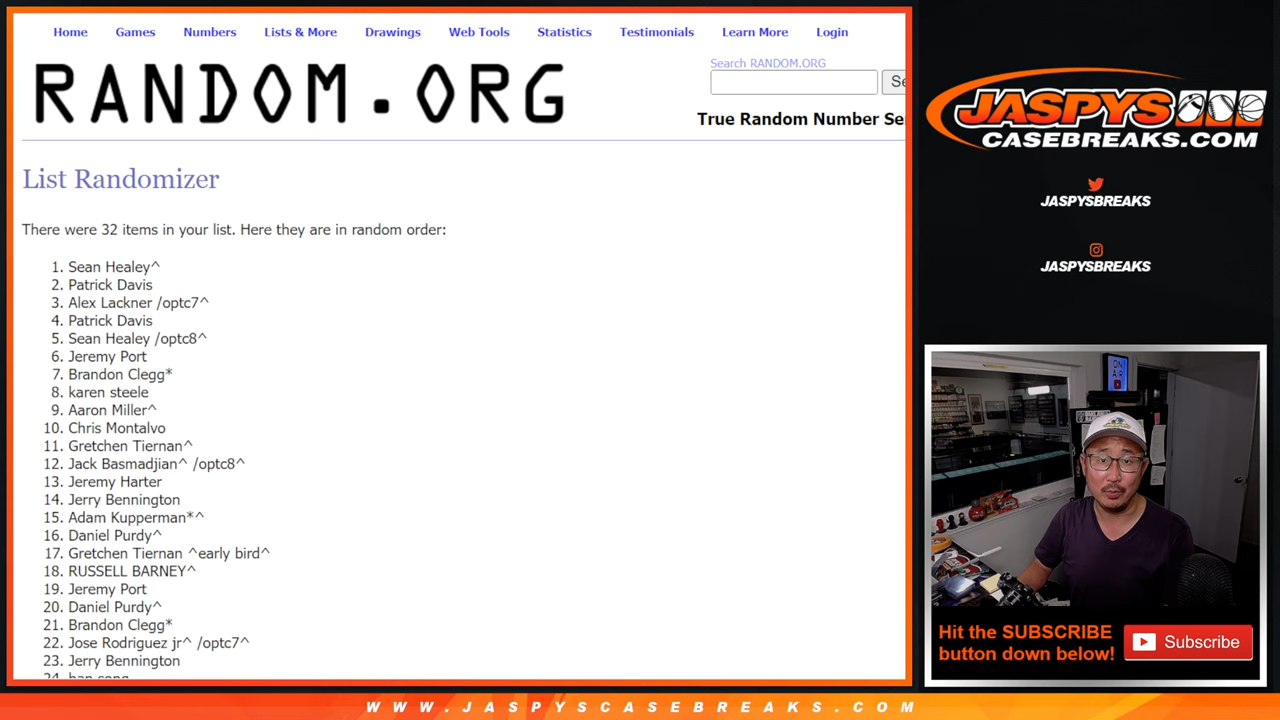 Home Games Numbers Lists & More Drawings Web Tools Statistics Testimonials Learn More Login
RANDOM.ORG
Search RANDOM.ORG
True Random Number Se
List Randomizer
There were 32 items in your list. Here they are in random order:
1. Sean Healey^
2. Patrick Davis
3. Alex Lackner /optc7^
4. Patrick Davis
5. Sean Healey /optc8^
6. Jeremy Port
7. Brandon Clegg*
8. karen steele
9. Aaron Miller^
10. Chris Montalvo
11. Gretchen Tiernan^
12. Jack Basmadjian^ /optc8^
13. Jeremy Harter
14. Jerry Bennington
15. Adam Kupperman*^
16. Daniel Purdy^
17. Gretchen Tiernan ^early bird^
18. RUSSELL BARNEY^
19. Jeremy Port
20. Daniel Purdy^
21. Brandon Clegg*
22. Jose Rodriguez jr^ /optc7^
23. Jerry Bennington
JASPYS
CASEBREAKS.COM
JASPYSBREAKS
JASPYSBREAKS
ON
AIR
Hit the SUBSCRIBE
button down below!
Subscribe
WWW.JASPYSCASEBREAKS.COM